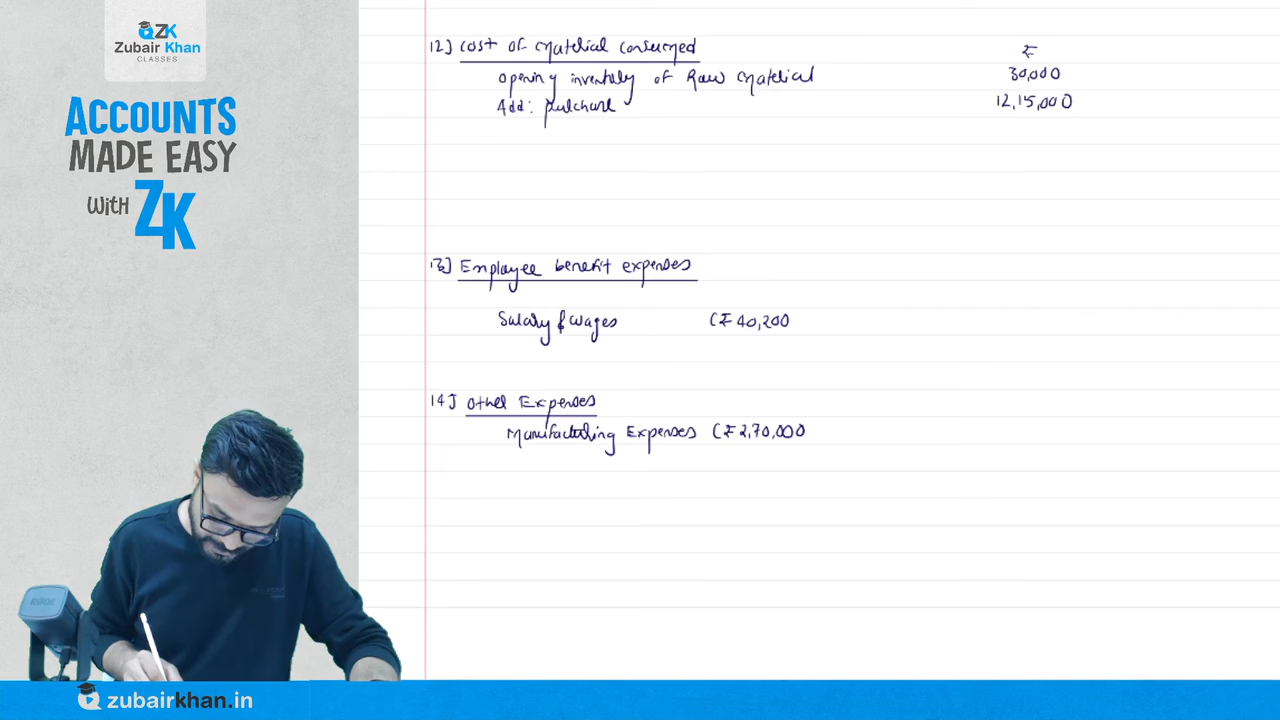 ZK
Zubair Khan
CLASSES
ACCOUNTS
MADE EASY
WITH ZK
12] Cost of Material Consumed
₹
Opening inventory of Raw Material 30,000
Add: purchase 12,15,000
13] Employee benefit expenses
Salary & Wages (₹ 40,200
14] Other Expenses
Manufacturing Expenses (₹ 2,70,000
RØDE
zubairkhan.in